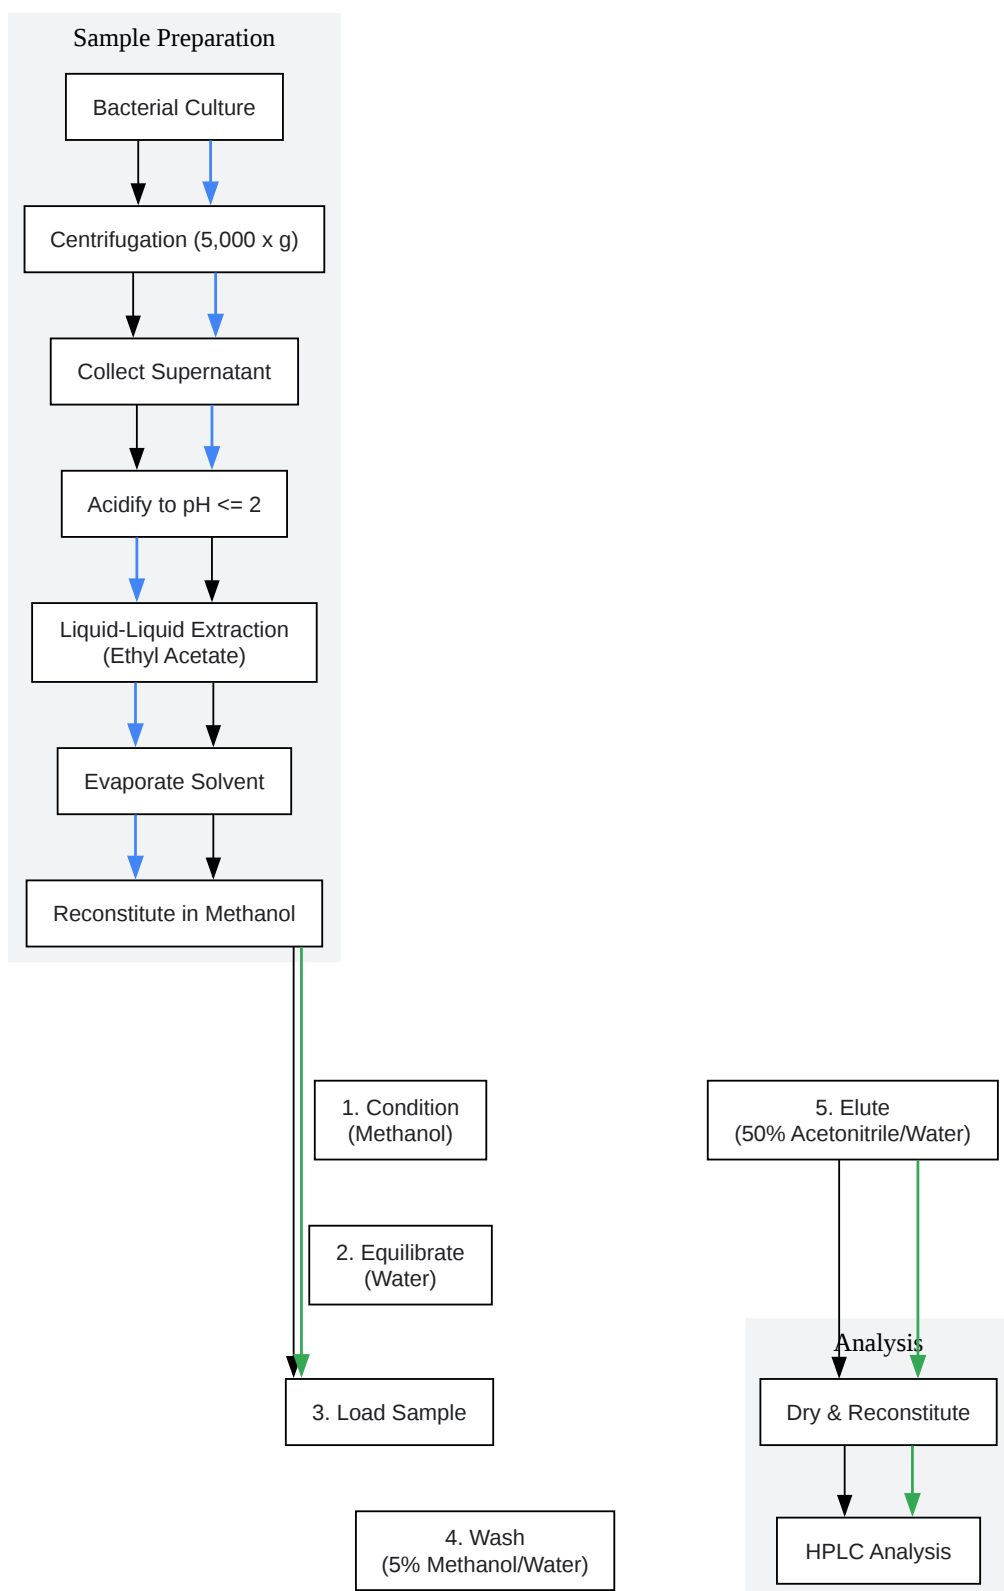 Sample Preparation
Bacterial Culture
Centrifugation (5,000 x g)
Collect Supernatant
Acidify to pH <= 2
Liquid-Liquid Extraction
(Ethyl Acetate)
Evaporate Solvent
Reconstitute in Methanol
1. Condition
(Methanol)
2. Equilibrate
(Water)
3. Load Sample
4. Wash
(5% Methanol/Water)
5. Elute
(50% Acetonitrile/Water)
Analysis
Dry & Reconstitute
HPLC Analysis